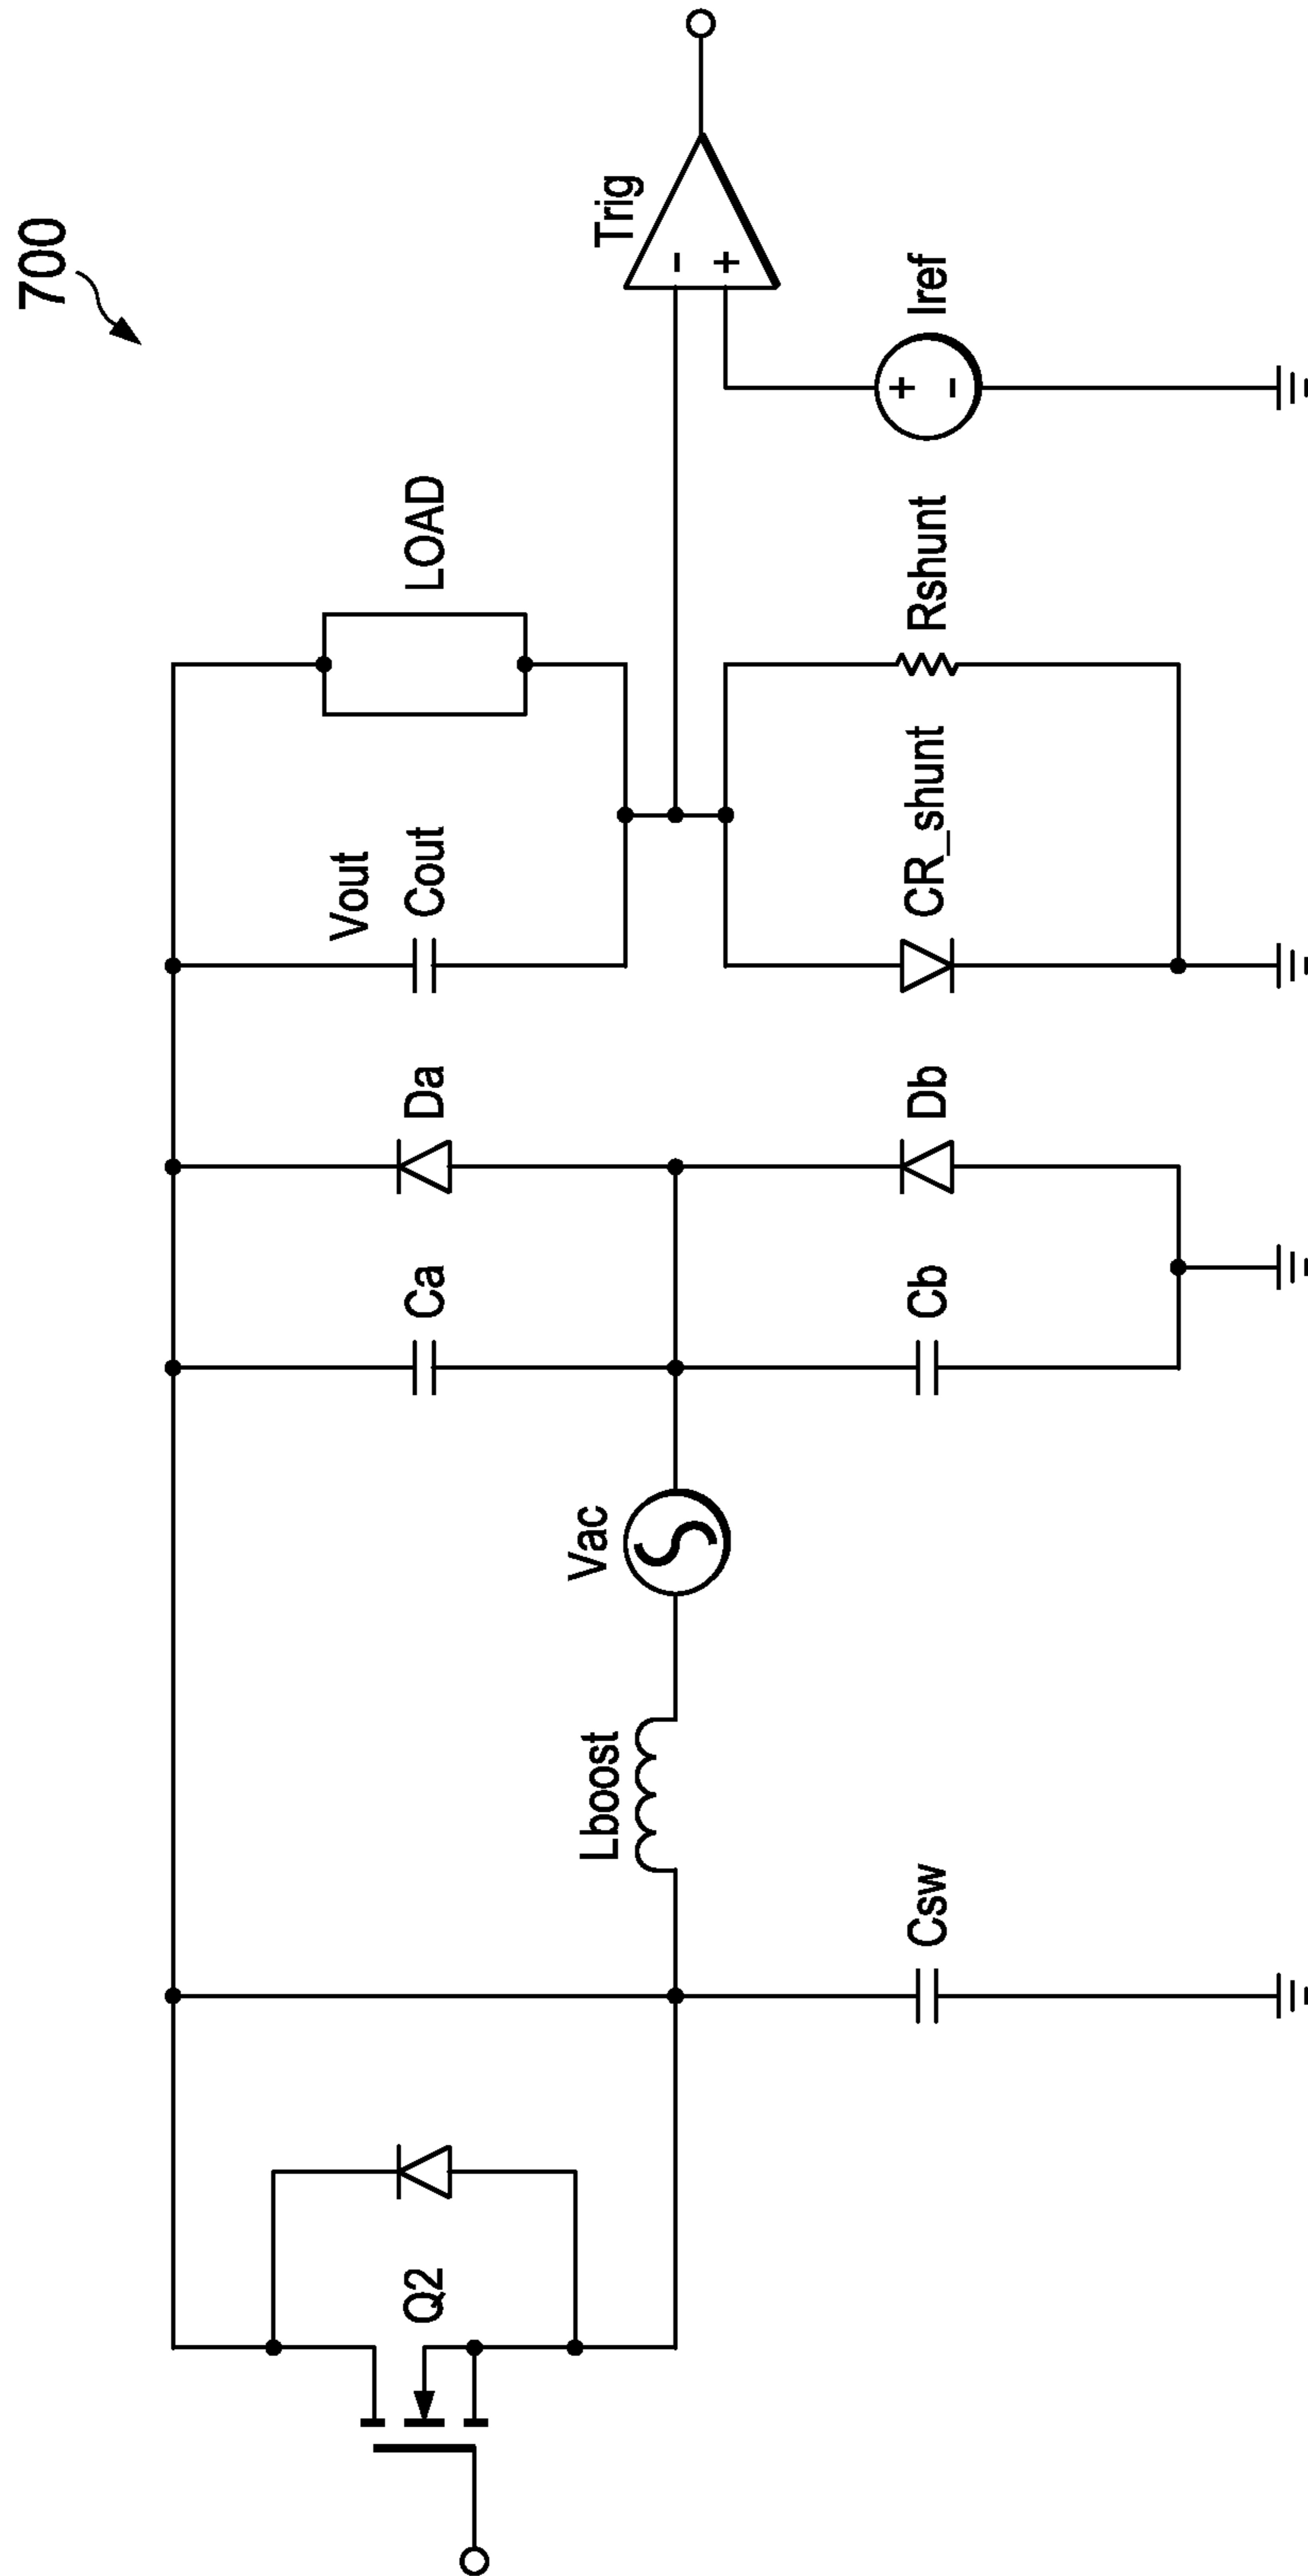 700
Trig
- +
+ -
Iref
LOAD
Rshunt
Vout
Cout
CR_shunt
Da
Db
Ca
Cb
Vac
Lboost
Csw
Q2